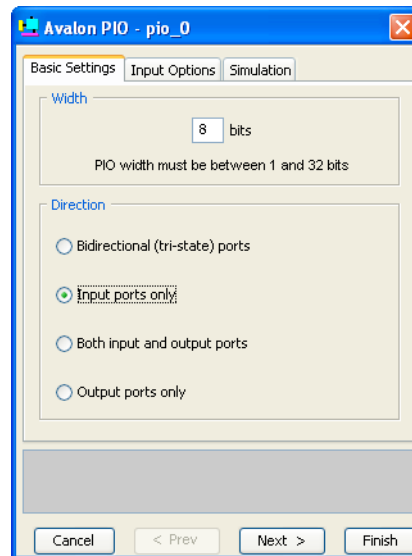 Avalon PIO - pio_0
Basic Settings Input Options Simulation
Width
8 bits
PIO width must be between 1 and 32 bits
Direction
Bidirectional (tri-state) ports
Input ports only
Both input and output ports
Output ports only
Cancel < Prev Next > Finish